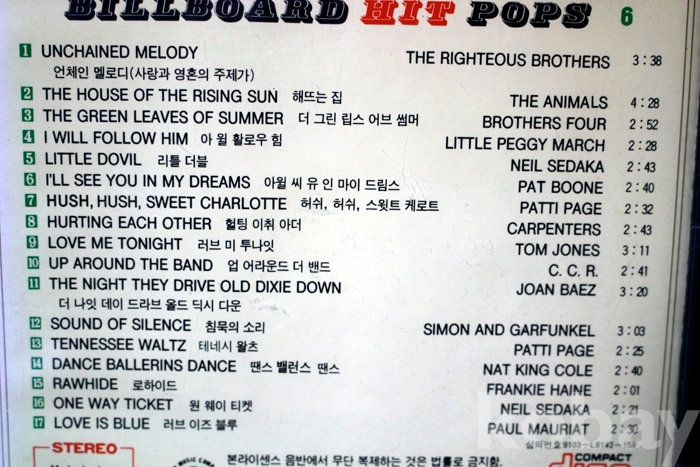 BILLBOARD HIT POPS 6
1 UNCHAINED MELODY THE RIGHTEOUS BROTHERS 3:38
언체인 멜로디(사랑과 영혼의 주제가)
2 THE HOUSE OF THE RISING SUN 해뜨는 집 THE ANIMALS 4:28
3 THE GREEN LEAVES OF SUMMER 더 그린 립스 어브 썸머 BROTHERS FOUR 2:52
4 I WILL FOLLOW HIM 아 윌 활로우 힘 LITTLE PEGGY MARCH 2:28
5 LITTLE DOVIL 리틀 더블 NEIL SEDAKA 2:43
6 I'LL SEE YOU IN MY DREAMS 아윌 씨 유 인 마이 드림스 PAT BOONE 2:40
7 HUSH, HUSH, SWEET CHARLOTTE 허쉬, 허쉬, 스윗트 케로트 PATTI PAGE 2:32
8 HURTING EACH OTHER 헐팅 이취 아더 CARPENTERS 2:43
9 LOVE ME TONIGHT 러브 미 투나잇 TOM JONES 3:11
10 UP AROUND THE BAND 업 어라운드 더 밴드 C. C. R. 2:41
11 THE NIGHT THEY DRIVE OLD DIXIE DOWN JOAN BAEZ 3:20
더 나잇 데이 드라브 올드 딕시 다운
12 SOUND OF SILENCE 침묵의 소리 SIMON AND GARFUNKEL 3:03
13 TENNESSEE WALTZ 테네시 왈츠 PATTI PAGE 2:25
14 DANCE BALLERINS DANCE 땐스 밸런스 땐스 NAT KING COLE 2:40
15 RAWHIDE 로하이드 FRANKIE HAINE 2:01
16 ONE WAY TICKET 원 웨이 티켓 NEIL SEDAKA 2:21
17 LOVE IS BLUE 러브 이즈 블루 PAUL MAURIAT 2:30
심의번호 9103-L6142-158
STEREO 본라이센스 음반에서 무단 복제하는 것은 법률로 금지함. COMPACT